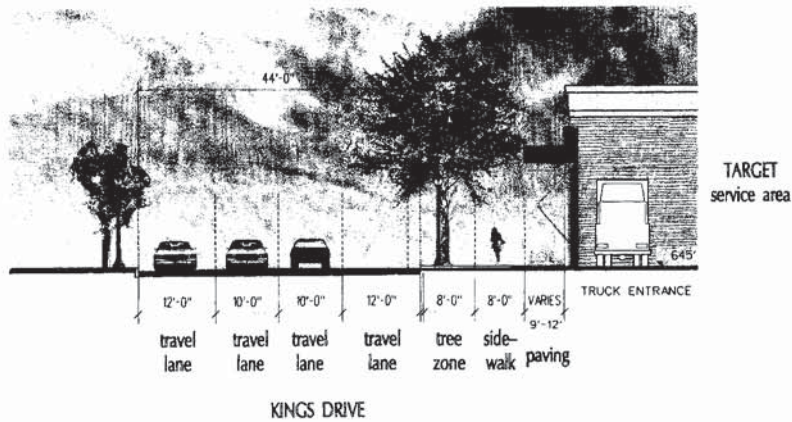 44'-0"
TARGET
service area
645'
12'-0"
10'-0"
10'-0"
12'-0"
8'-0"
8'-0"
VARIES
TRUCK ENTRANCE
9'-12'
travel
lane
travel
lane
travel
lane
travel
lane
tree
zone
side-
walk
paving
KINGS DRIVE